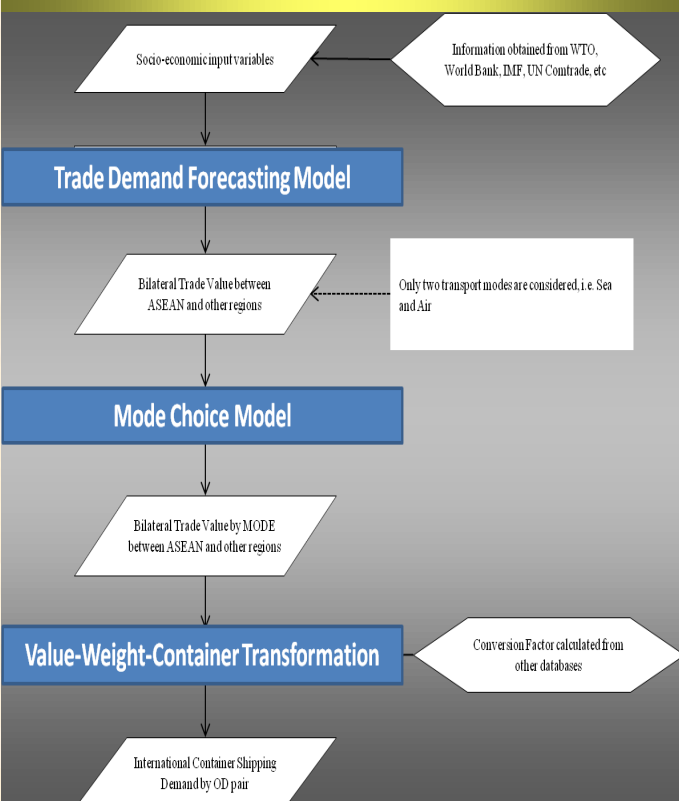 Socio-economic input variables
Information obtained from WTO,
World Bank, IMF, UN Comtrade, etc
Trade Demand Forecasting Model
Bilateral Trade Value between
ASEAN and other regions
Only two transport modes are considered, i.e. Sea
and Air
Mode Choice Model
Bilateral Trade Value by MODE
between ASEAN and other regions
Value-Weight-Container Transformation
Conversion Factor calculated from
other databases
International Container Shipping
Demand by OD pair